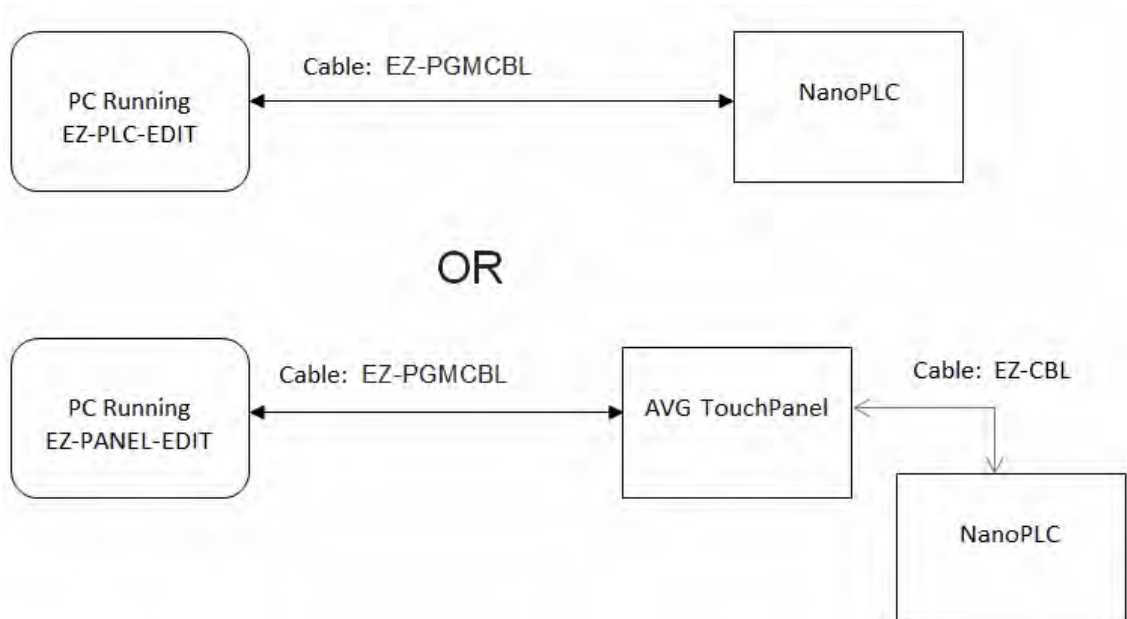 Cable: EZ-PGMCBL
PC Running
EZ-PLC-EDIT
NanoPLC
OR
Cable: EZ-PGMCBL
Cable: EZ-CBL
PC Running
EZ-PANEL-EDIT
AVG TouchPanel
NanoPLC